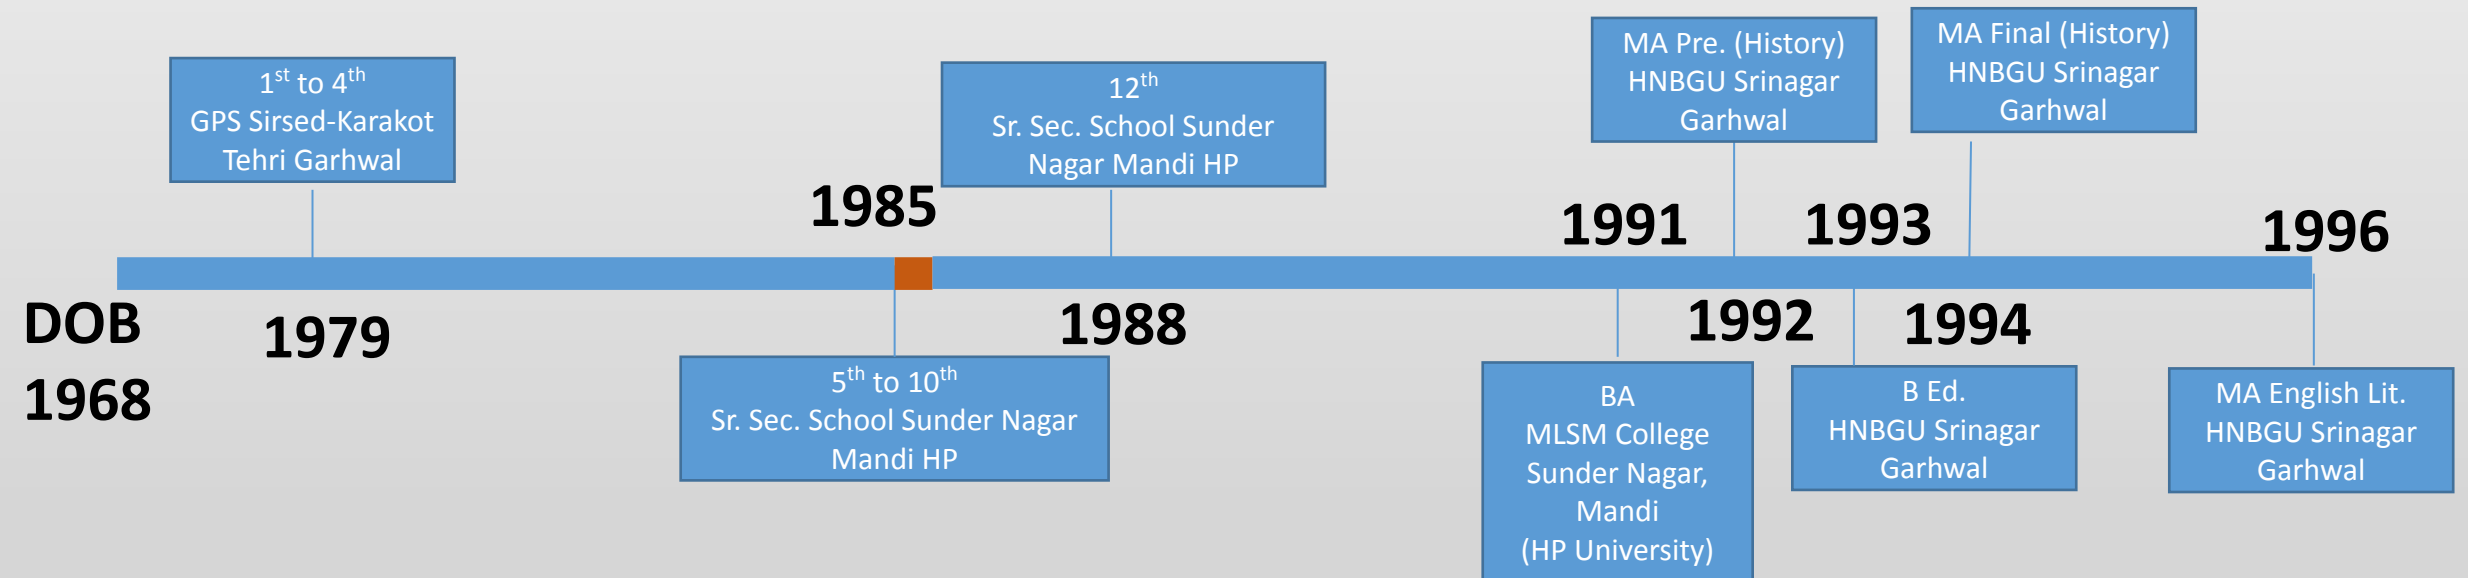 DOB
1968
1st to 4th
GPS Sirsed-Karakot
Tehri Garhwal
1979
1985
5th to 10th
Sr. Sec. School Sunder Nagar
Mandi HP
12th
Sr. Sec. School Sunder
Nagar Mandi HP
1988
1991
BA
MLSM College
Sunder Nagar,
Mandi
(HP University)
MA Pre. (History)
HNBGU Srinagar
Garhwal
1992
1993
B Ed.
HNBGU Srinagar
Garhwal
MA Final (History)
HNBGU Srinagar
Garhwal
1994
1996
MA English Lit.
HNBGU Srinagar
Garhwal